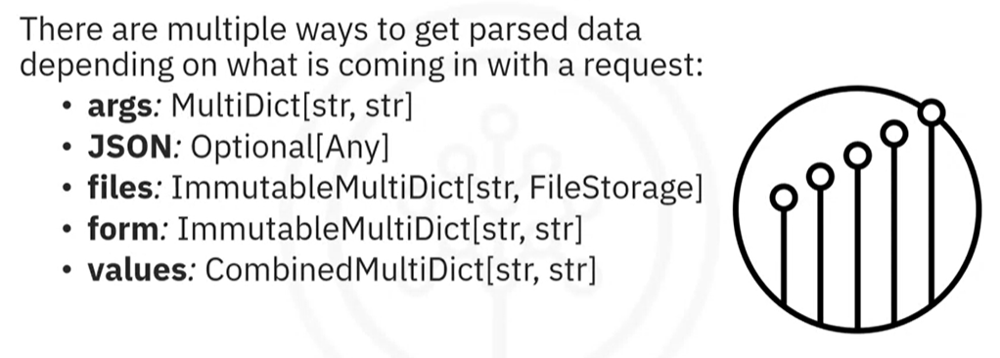 There are multiple ways to get parsed data
depending on what is coming in with a request:
• args: MultiDict[str, str]
• JSON: Optional[Any]
• files: ImmutableMultiDict[str, FileStorage]
• form: ImmutableMultiDict[str, str]
• values: CombinedMultiDict[str, str]